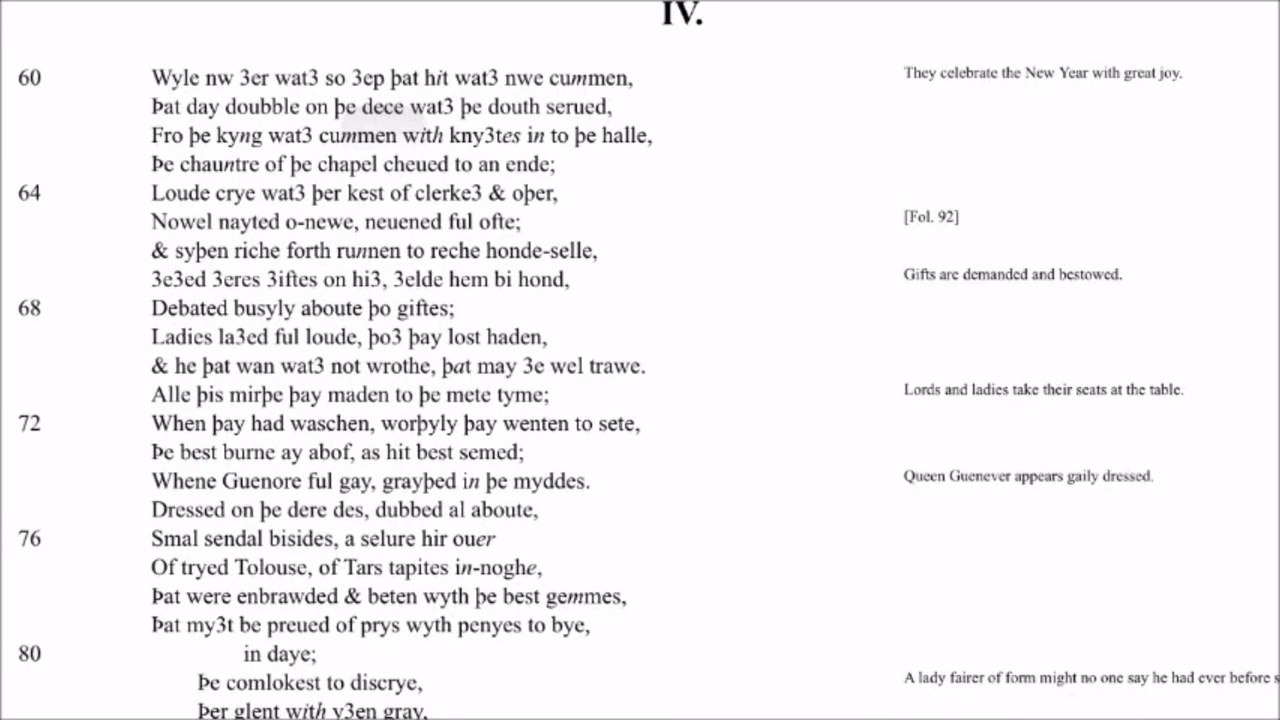 IV.
60 Wyle nw 3er wat3 so 3ep þat hit wat3 nwe cummen, They celebrate the New Year with great joy.
Þat day doubble on þe dece wat3 þe douth serued,
Fro þe kyng wat3 cummen with kny3tes in to þe halle,
Þe chauntre of þe chapel cheued to an ende;
64 Loude crye wat3 þer kest of clerke3 & oþer,
Nowel nayted o-newe, neuened ful ofte; [Fol. 92]
& syþen riche forth runnen to reche honde-selle,
3e3ed 3eres 3iftes on hi3, 3elde hem bi hond, Gifts are demanded and bestowed.
68 Debated busyly aboute þo giftes;
Ladies la3ed ful loude, þo3 þay lost haden,
& he þat wan wat3 not wrothe, þat may 3e wel trawe.
Alle þis mirþe þay maden to þe mete tyme; Lords and ladies take their seats at the table.
72 When þay had waschen, worþyly þay wenten to sete,
Þe best burne ay abof, as hit best semed;
Whene Guenore ful gay, grayþed in þe myddes. Queen Guenever appears gaily dressed.
Dressed on þe dere des, dubbed al aboute,
76 Smal sendal bisides, a selure hir ouer
Of tryed Tolouse, of Tars tapites in-noghe,
Þat were enbrawded & beten wyth þe best gemmes,
Þat my3t be preued of prys wyth penyes to bye,
80 in daye;
Þe comlokest to discrye, A lady fairer of form might no one say he had ever before s
Þer glent with y3en gray,